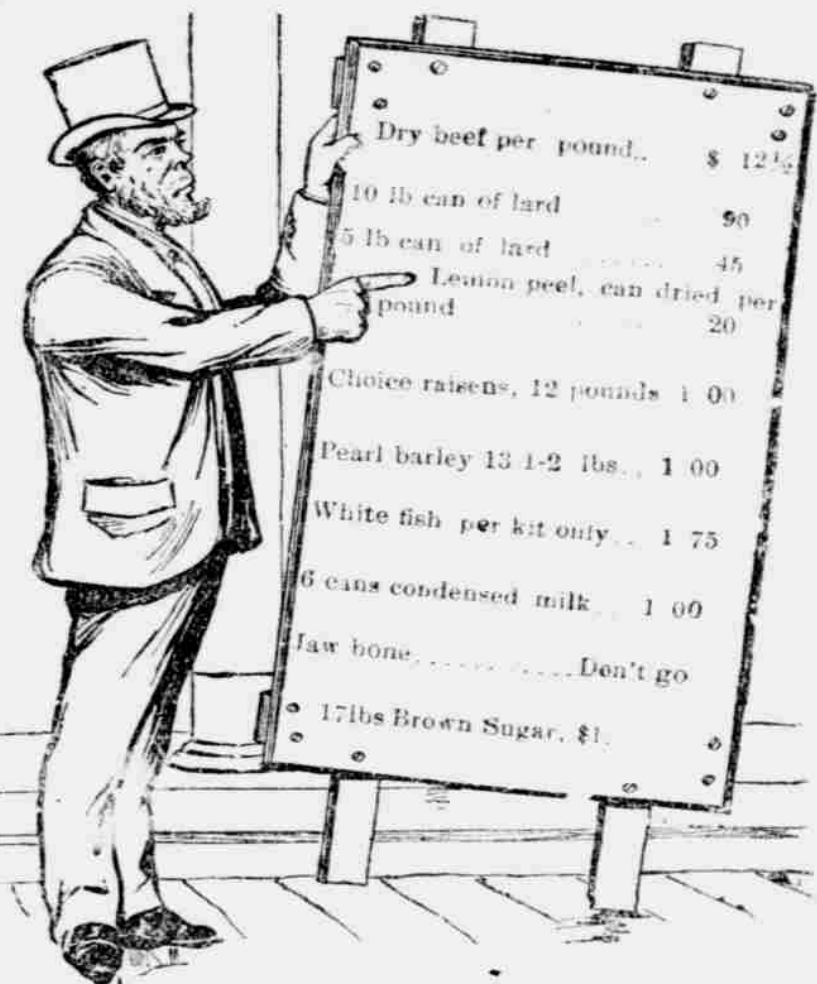 Dry beef per pound.. $ 12½
10 lb can of lard .. 90
5 lb can of lard ....... 45
Lemon peel, can dried per
pound .. .. 20
Choice raisens, 12 pounds 1 00
Pearl barley 13 1-2 lbs.. 1 00
White fish per kit only.. 1 75
6 cans condensed milk.. 1 00
Jaw bone............Don't go
17lbs Brown Sugar, $1.